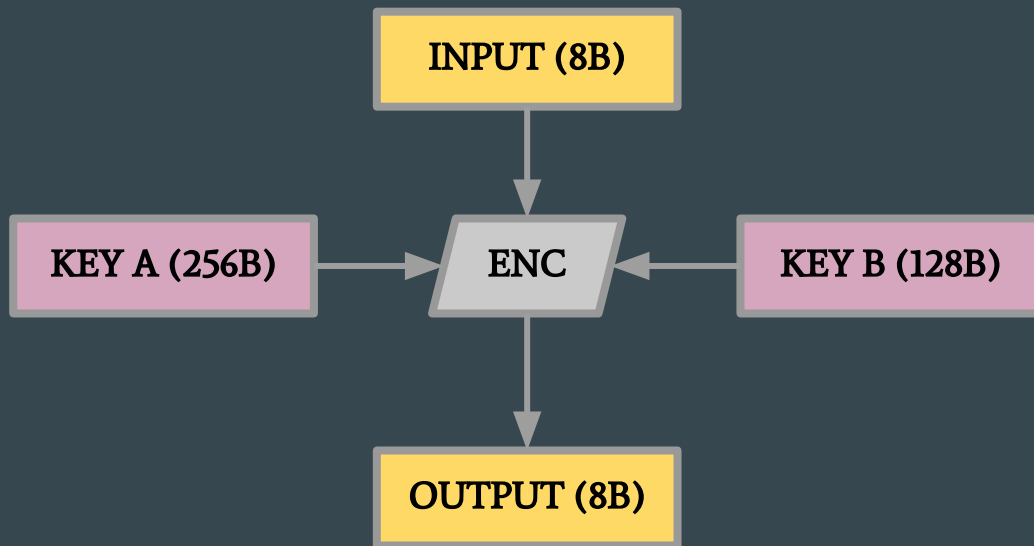 INPUT (8B)
KEY A (256B)
ENC
KEY B (128B)
OUTPUT (8B)